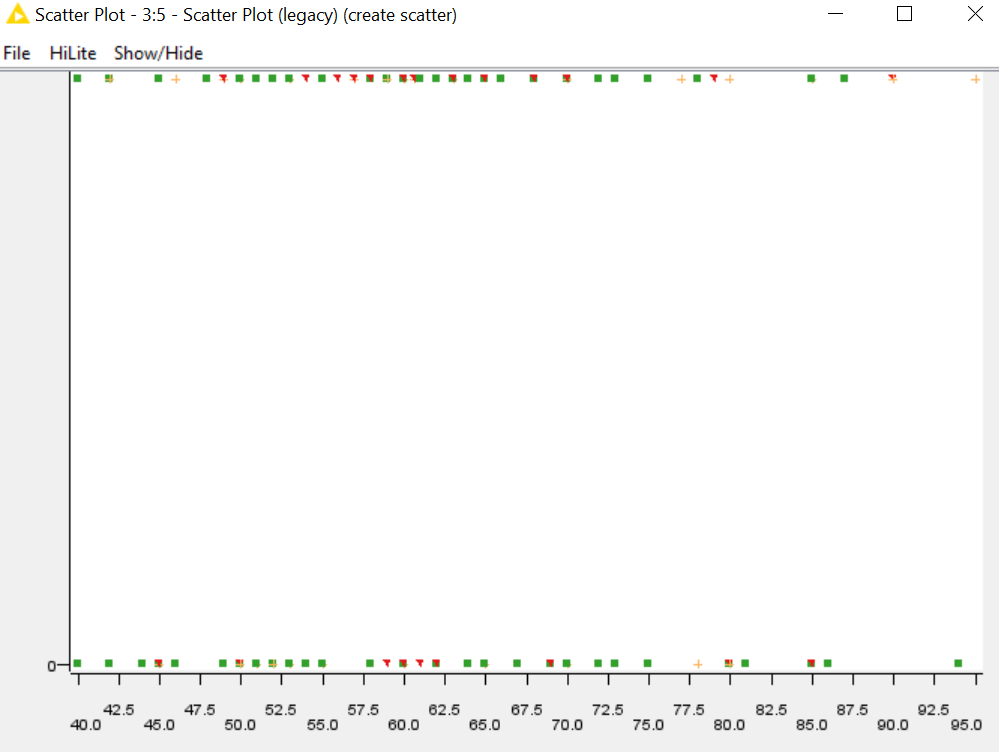 Scatter Plot - 3:5 - Scatter Plot (legacy) (create scatter)
File HiLite Show/Hide
0
42.5 47.5 52.5 57.5 62.5 67.5 72.5 77.5 82.5 87.5 92.5
40.0 45.0 50.0 55.0 60.0 65.0 70.0 75.0 80.0 85.0 90.0 95.0